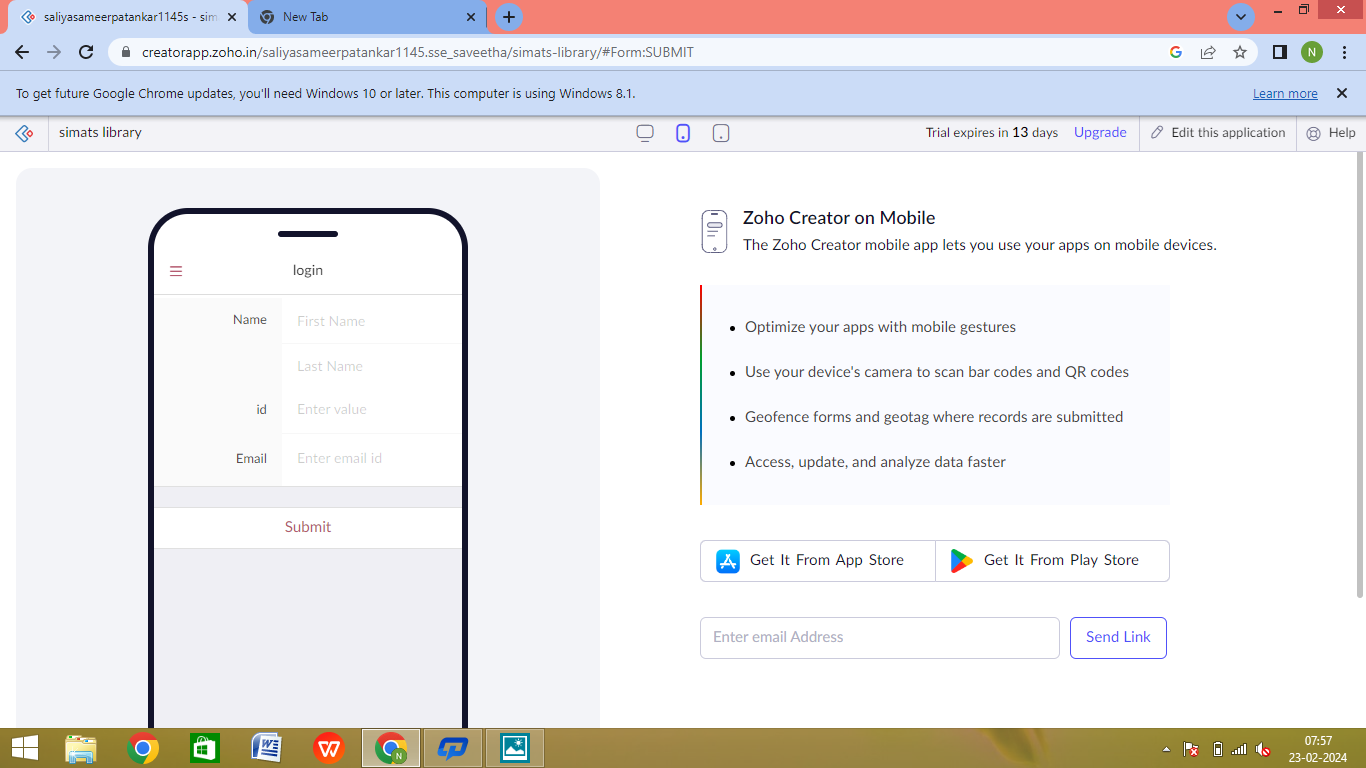 saliyasameerpatankar1145s - sim
New Tab
creatorapp.zoho.in/saliyasameerpatankar1145.sse_saveetha/simats-library/#Form:SUBMIT
N
To get future Google Chrome updates, you'll need Windows 10 or later. This computer is using Windows 8.1.
Learn more
simats library
Trial expires in 13 days
Upgrade
Edit this application
Help
login
Name
First Name
Last Name
id
Enter value
Email
Enter email id
Submit
Zoho Creator on Mobile
The Zoho Creator mobile app lets you use your apps on mobile devices.
Optimize your apps with mobile gestures
Use your device's camera to scan bar codes and QR codes
Geofence forms and geotag where records are submitted
Access, update, and analyze data faster
Get It From App Store
Get It From Play Store
Enter email Address
Send Link
W
W
N
07:57
23-02-2024